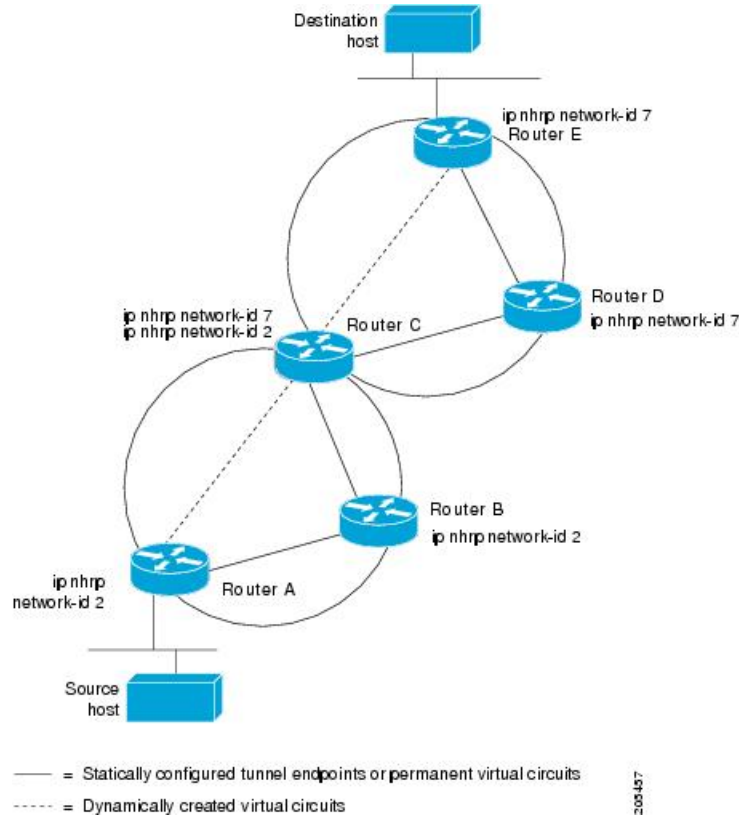 Destination
host
ip nhrp network-id 7
Router E
Router D
ip nhrp network-id 7
ip nhrp network-id 7
ip nhrp network-id 2
Router C
Router B
ip nhrp network-id 2
ip nhrp
network-id 2
Router A
Source
host
= Statically configured tunnel endpoints or permanent virtual circuits
= Dynamically created virtual circuits